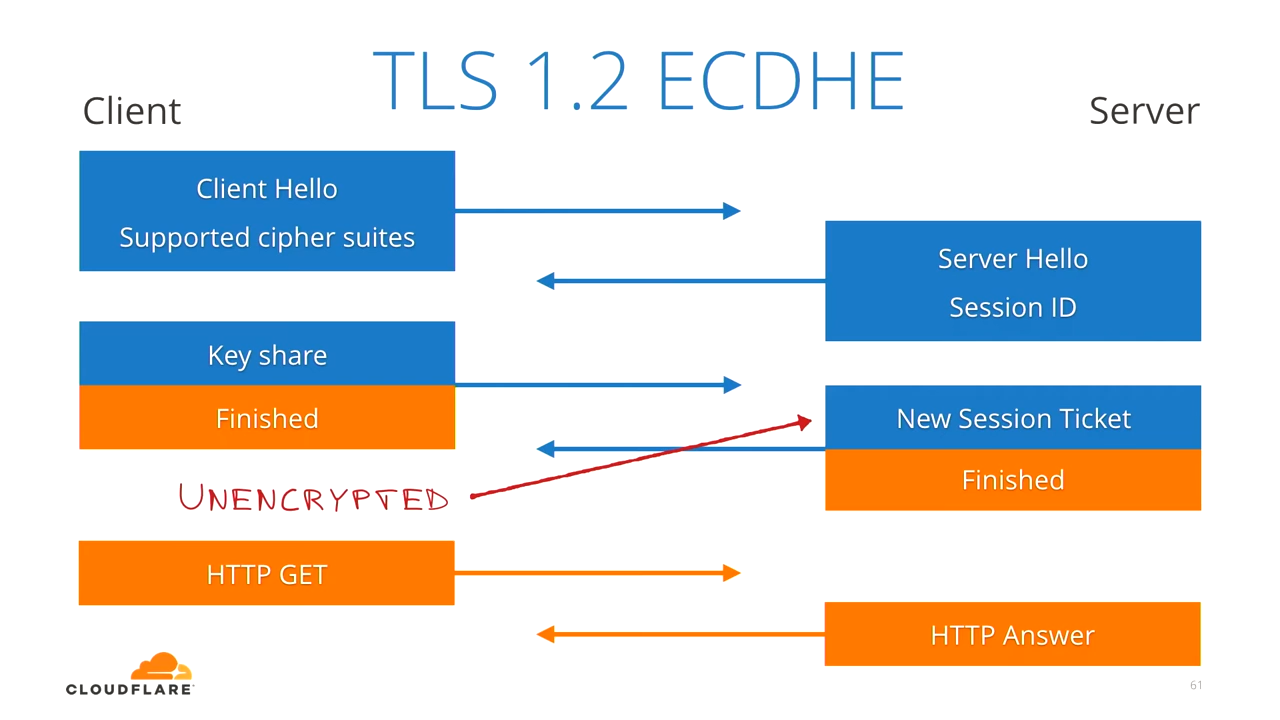 TLS 1.2 ECDHE
Client
Server
Client Hello
Supported cipher suites
Server Hello
Session ID
Key share
Finished
New Session Ticket
Finished
UNENCRYPTED
HTTP GET
HTTP Answer
CLOUDFLARE
61